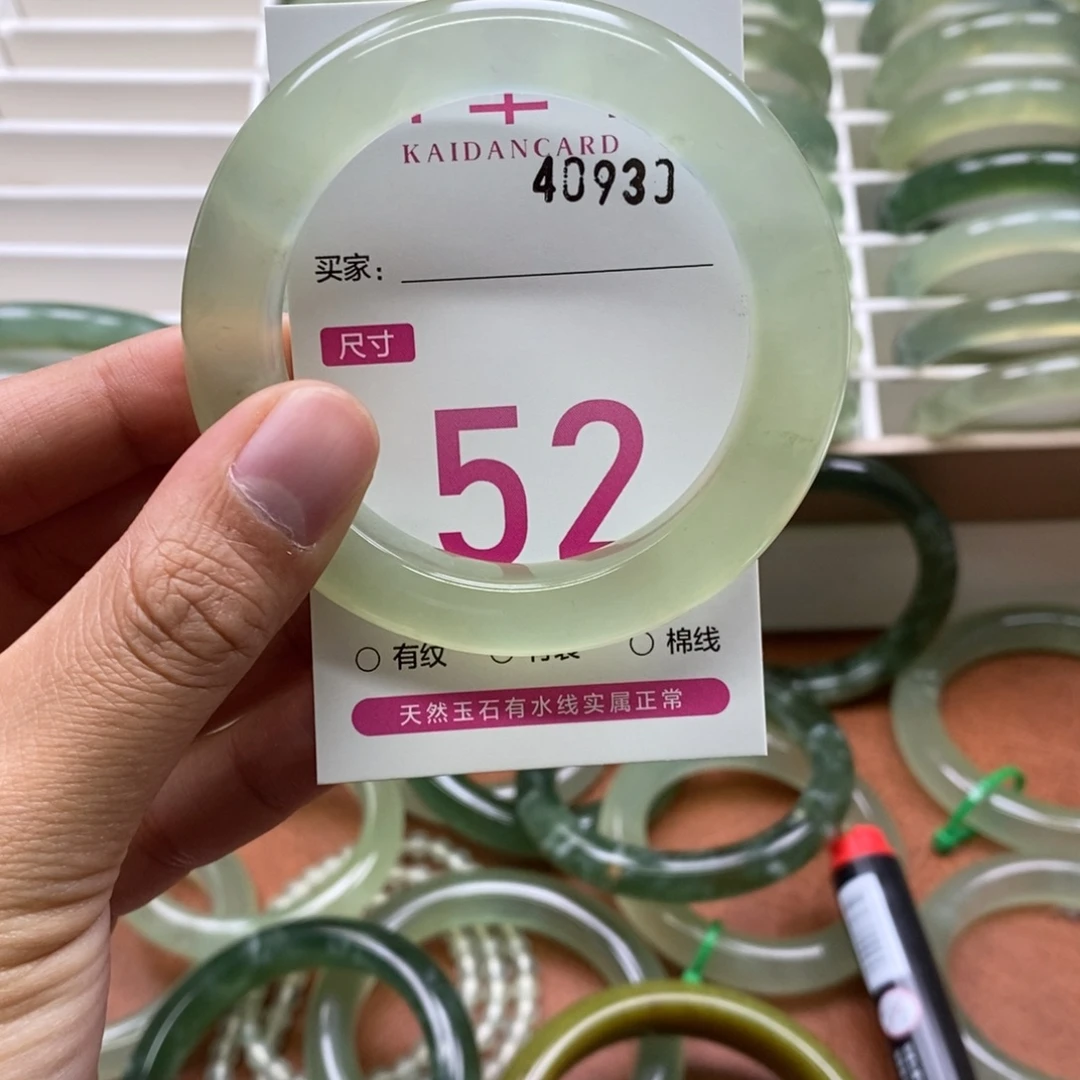 KAIDANCARD
40930
买家：
尺寸
52
○ 有纹 ○ ○ 棉线
天然玉石有水线实属正常